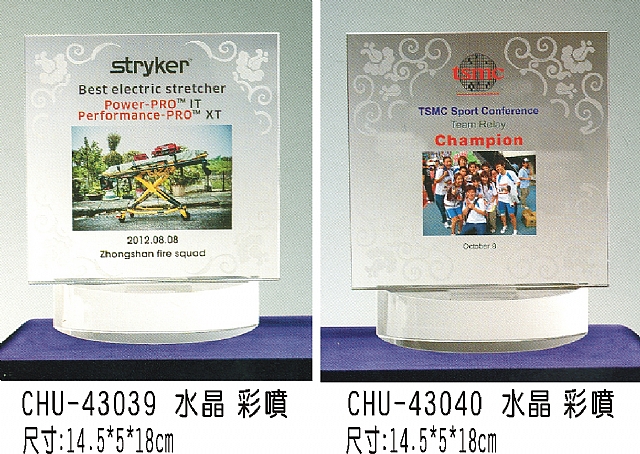 stryker
Best electric stretcher
Power-PRO™ IT
Performance-PRO™ XT
2012.08.08
Zhongshan fire squad
CHU-43039 水晶 彩噴
尺寸:14.5*5*18cm
tsmc
TSMC Sport Conference
Team Relay
Champion
October 8
CHU-43040 水晶 彩噴
尺寸:14.5*5*18cm